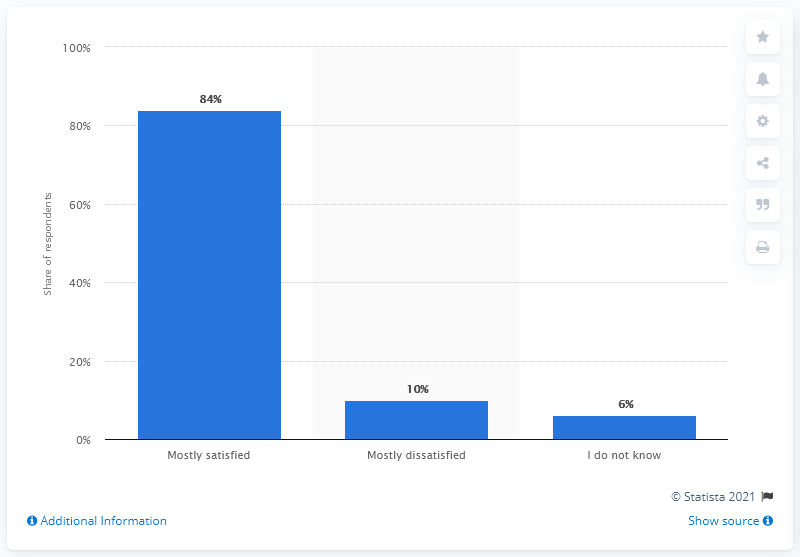 100%
80%
60%
40%
20%
0%
Share of respondents
84%
10%
6%
Mostly satisfied
Mostly dissatisfied
I do not know
© Statista 2021
Additional Information
Show source